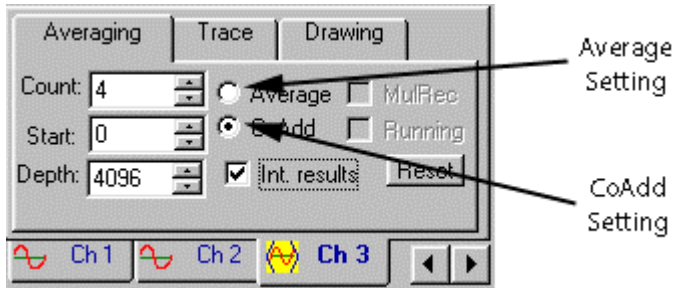 Averaging Trace Drawing
Average
Setting
Count: 4 Average MulRec
Start: 0 CoAdd Running
Depth: 4096 Int. results Reset
CoAdd
Setting
Ch 1 Ch 2 Ch 3